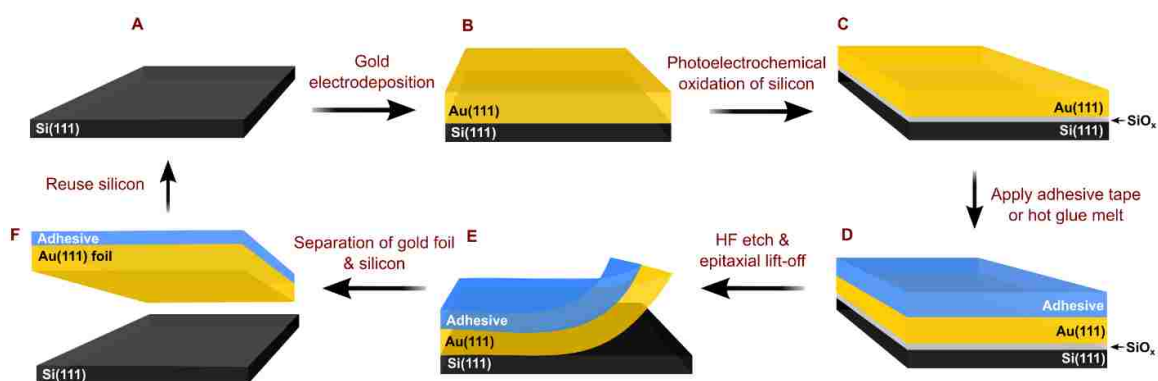 A
Si(111)
Gold
electrodeposition
B
Au(111)
Si(111)
Photoelectrochemical
oxidation of silicon
C
Au(111)
SiOₓ
Si(111)
Apply adhesive tape
or hot glue melt
D
Adhesive
Au(111)
SiOₓ
Si(111)
HF etch &
epitaxial lift-off
E
Adhesive
Au(111)
Si(111)
Separation of gold foil
& silicon
F
Adhesive
Au(111) foil
Reuse silicon